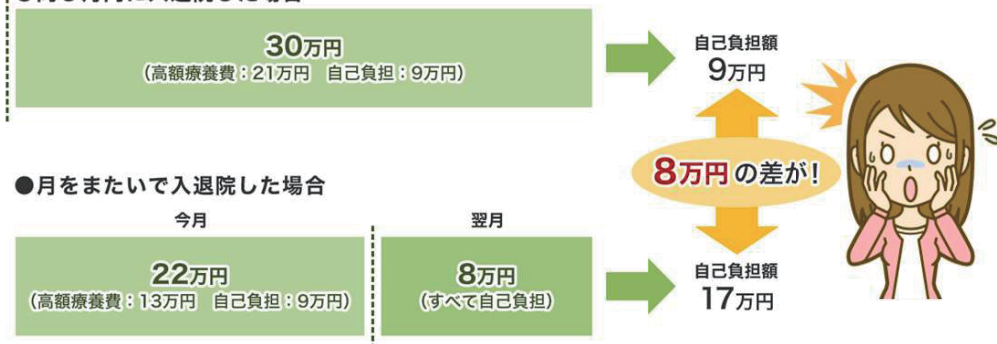 30万円
(高額療養費：21万円　自己負担：9万円)
自己負担額
9万円
8万円の差が！
●月をまたいで入退院した場合
今月
翌月
22万円
(高額療養費：13万円　自己負担：9万円)
8万円
(すべて自己負担)
自己負担額
17万円